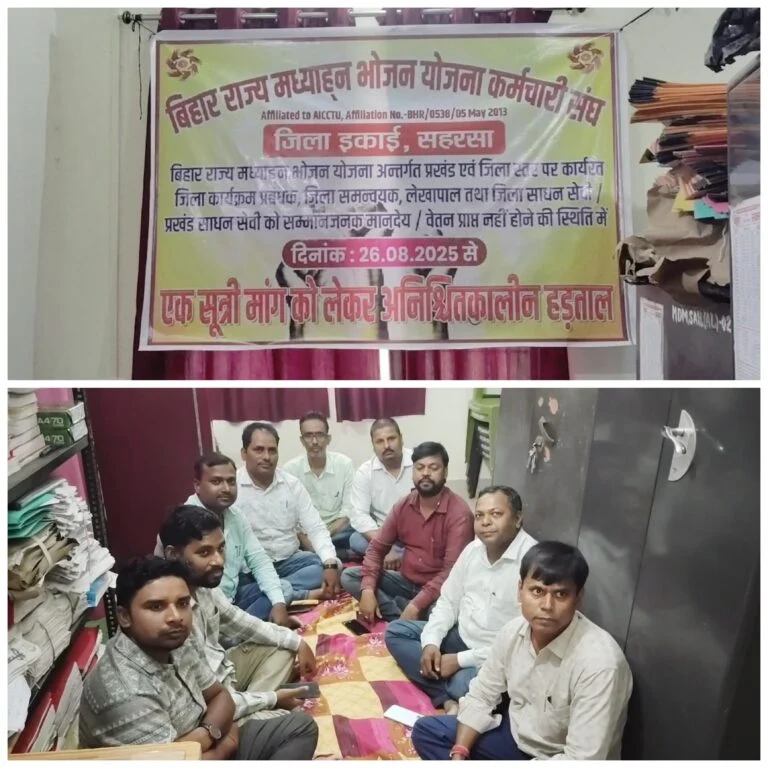 बिहार राज्य मध्याह्न भोजन योजना कर्मचारी संघ
Affiliated to AICCTU, Affiliation No.-BHR/0538/05 May 2013
जिला इकाई, सहरसा
बिहार राज्य मध्याह्न भोजन योजना अन्तर्गत प्रखंड एवं जिला स्तर पर कार्यरत
जिला कार्यक्रम प्रबंधक, जिला समन्वयक, लेखापाल तथा जिला साधन सेवी /
प्रखंड साधन सेवी को सम्मानजनक मानदेय / वेतन प्राप्त नहीं होने की स्थिति में
दिनांक : 26.08.2025 से
एक सूत्री मांग को लेकर अनिश्चितकालीन हड़ताल
A470
A470